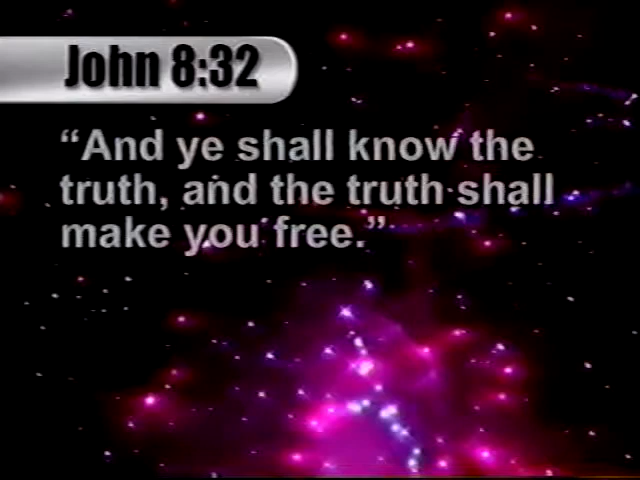 John 8:32
“And ye shall know the
truth, and the truth shall
make you free.”